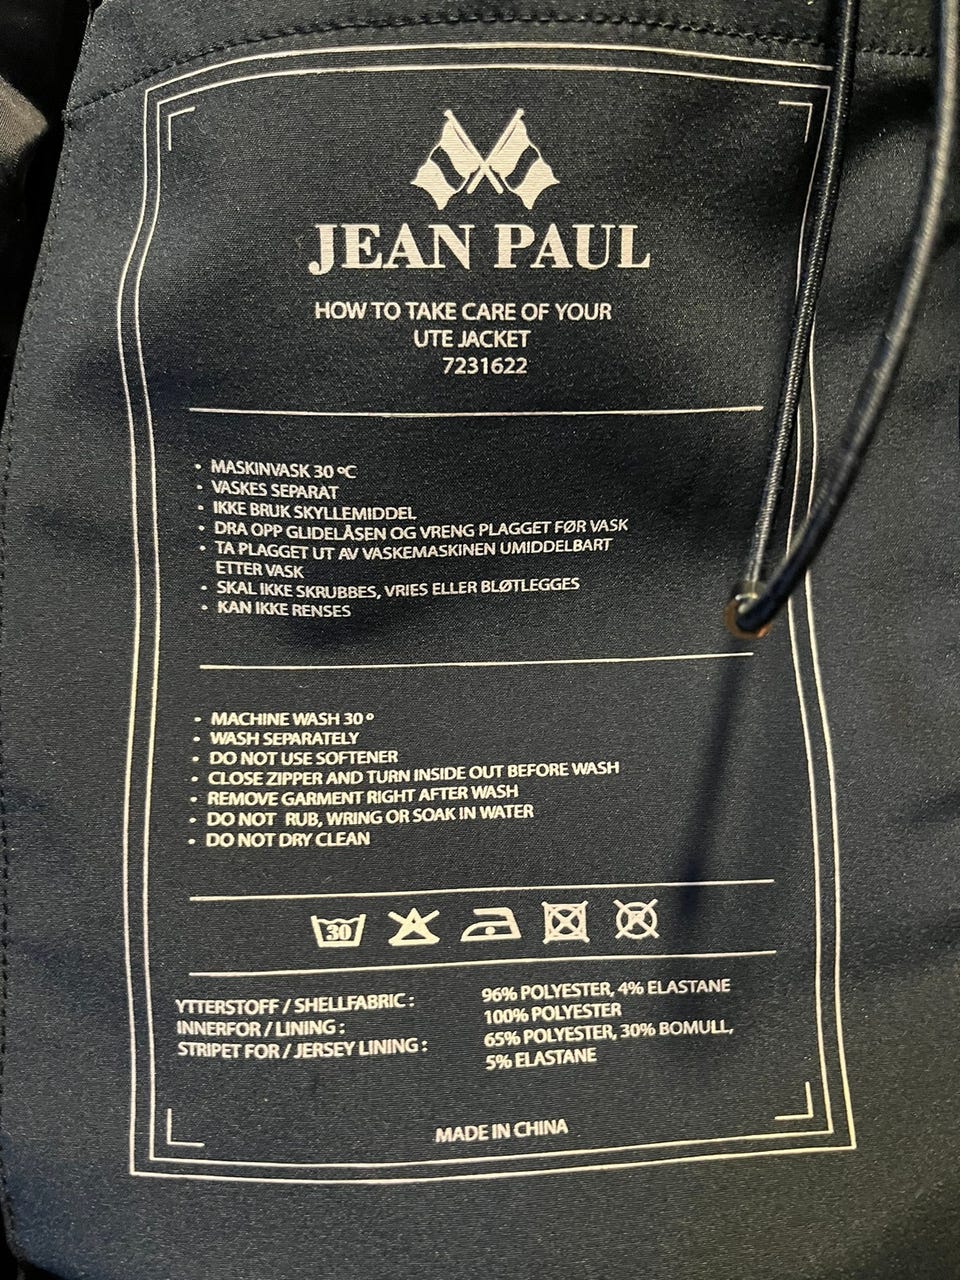 JEAN PAUL
HOW TO TAKE CARE OF YOUR
UTE JACKET
7231622
• MASKINVASK 30 ºC
• VASKES SEPARAT
• IKKE BRUK SKYLLEMIDDEL
• DRA OPP GLIDELÅSEN OG VRENG PLAGGET FØR VASK
• TA PLAGGET UT AV VASKEMASKINEN UMIDDELBART
ETTER VASK
• SKAL IKKE SKRUBBES, VRIES ELLER BLØTLEGGES
• KAN IKKE RENSES
• MACHINE WASH 30 º
• WASH SEPARATELY
• DO NOT USE SOFTENER
• CLOSE ZIPPER AND TURN INSIDE OUT BEFORE WASH
• REMOVE GARMENT RIGHT AFTER WASH
• DO NOT RUB, WRING OR SOAK IN WATER
• DO NOT DRY CLEAN
30
YTTERSTOFF / SHELLFABRIC : 96% POLYESTER, 4% ELASTANE
INNERFOR / LINING : 100% POLYESTER
STRIPET FOR / JERSEY LINING : 65% POLYESTER, 30% BOMULL,
5% ELASTANE
MADE IN CHINA